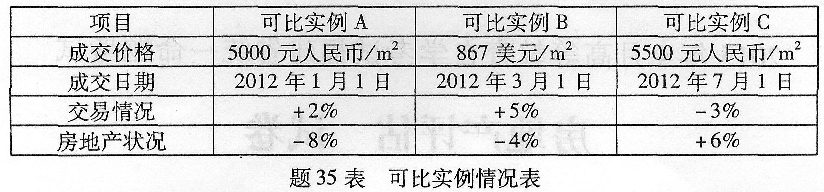 项目 可比实例 A 可比实例 B 可比实例 C
成交价格 5000 元人民币/m² 867 美元/m² 5500 元人民币/m²
成交日期 2012 年 1 月 1 日 2012 年 3 月 1 日 2012 年 7 月 1 日
交易情况 +2% +5% -3%
房地产状况 -8% -4% +6%
题 35 表 可比实例情况表